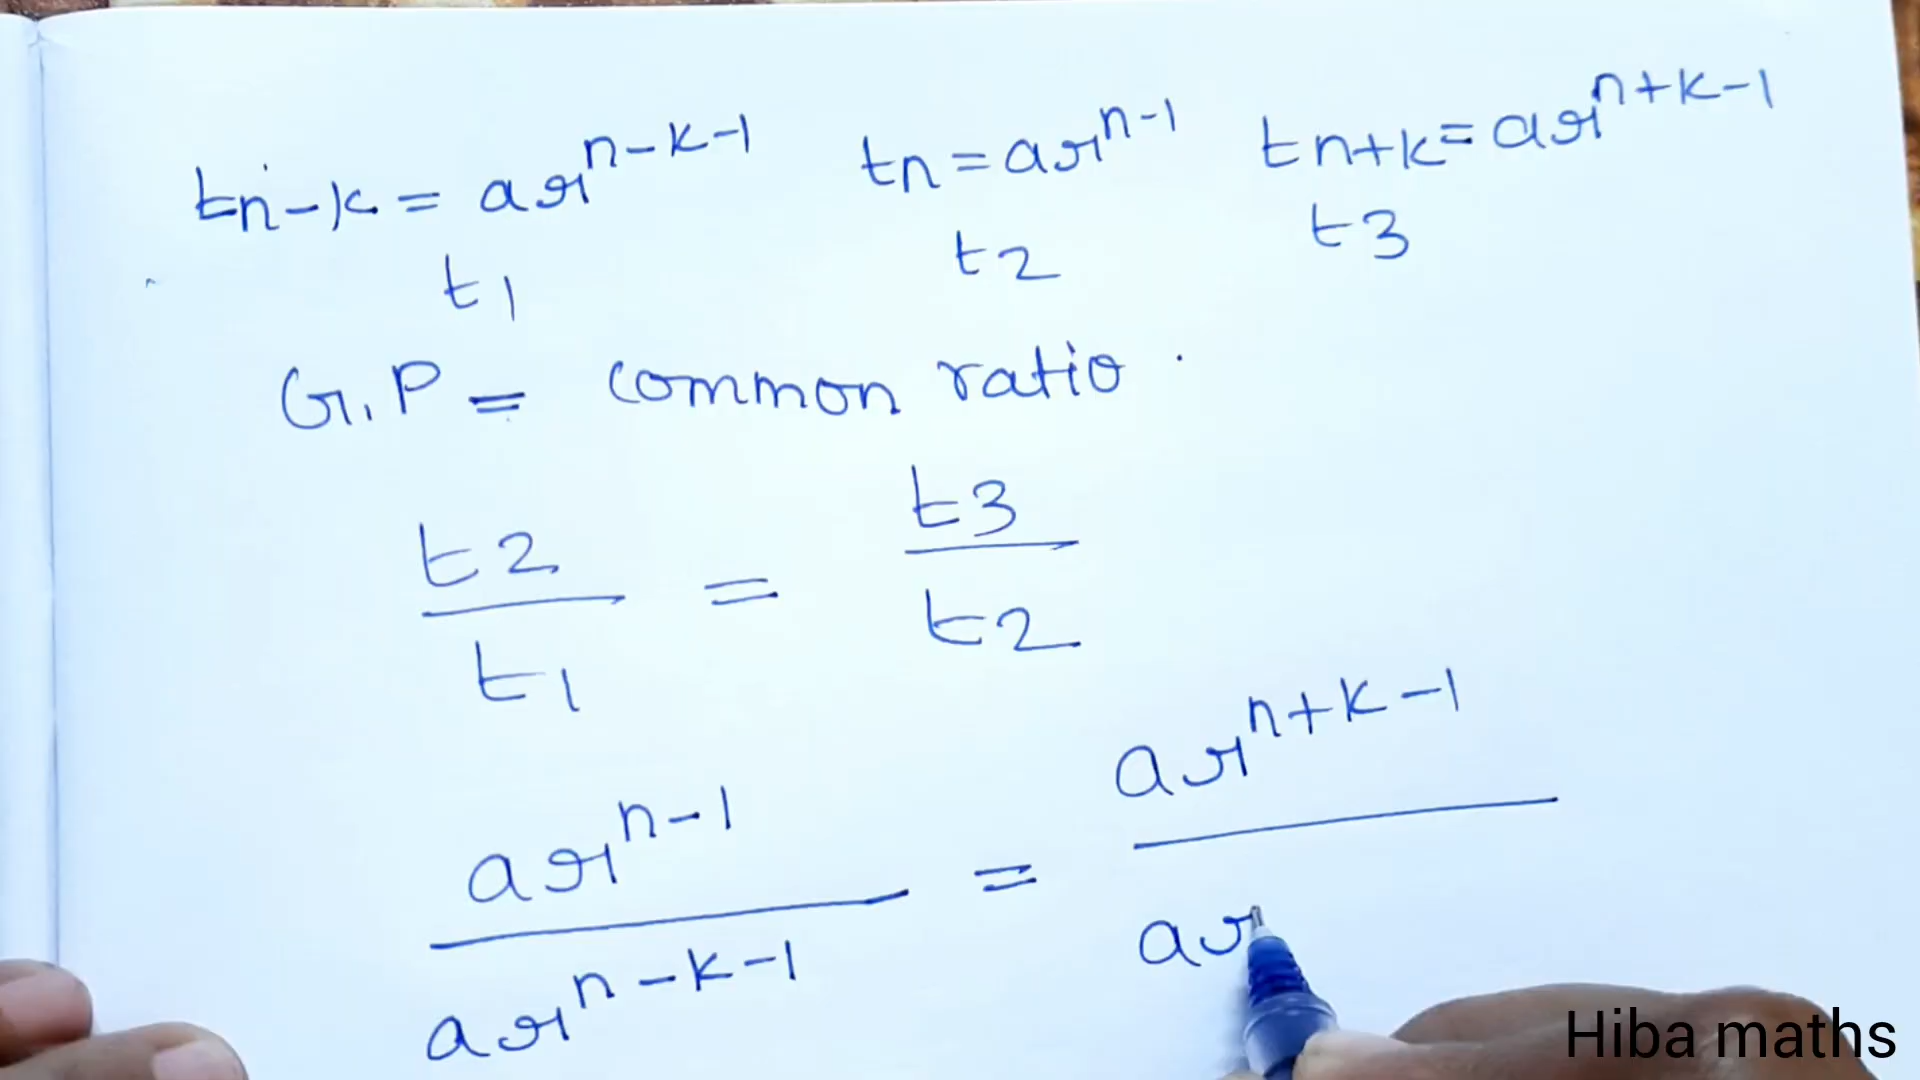 tn-k = ar^{n-k-1} tn = ar^{n-1} tn+k = ar^{n+k-1}
t1 t2 t3
G.P = common ratio.
t2/t1 = t3/t2
ar^{n-1}/ar^{n-k-1} = ar^{n+k-1}/ar
Hiba maths